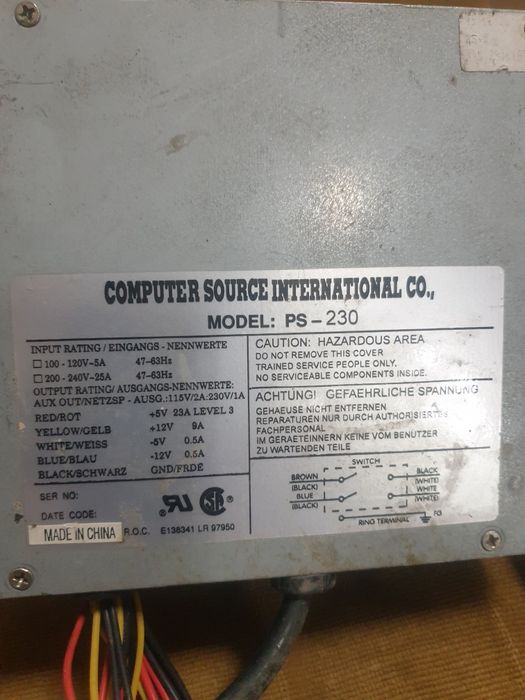 COMPUTER SOURCE INTERNATIONAL CO.,
MODEL: PS-230
INPUT RATING / EINGANGS - NENNWERTE
100 - 120V~5A 47-63Hz
200 - 240V~25A 47-63Hz
OUTPUT RATING/ AUSGANGS-NENNWERTE:
AUX OUT/NETZSP - AUSG.:115V/2A:230V/1A
RED/ROT +5V 23A LEVEL 3
YELLOW/GELB +12V 9A
WHITE/WEISS -5V 0.5A
BLUE/BLAU -12V 0.5A
BLACK/SCHWARZ GND/FRDE
SER NO:
DATE CODE:
MADE IN CHINA R.O.C. E138341 LR 97950
CAUTION: HAZARDOUS AREA
DO NOT REMOVE THIS COVER
TRAINED SERVICE PEOPLE ONLY.
NO SERVICEABLE COMPONENTS INSIDE.
ACHTUNG! GEFAEHRLICHE SPANNUNG
GEHAEUSE NICHT ENTFERNEN
REPARATUREN NUR DURCH AUTHORISIERTES
FACHPERSONAL
IM GERAETEINNERN KEINE VOM BENUTZER
ZU WARTENDEN TEILE
SWITCH
BROWN BLACK
(BLACK) (WHITE)
BLUE WHITE
(BLACK) (WHITE)
RING TERMINAL FG